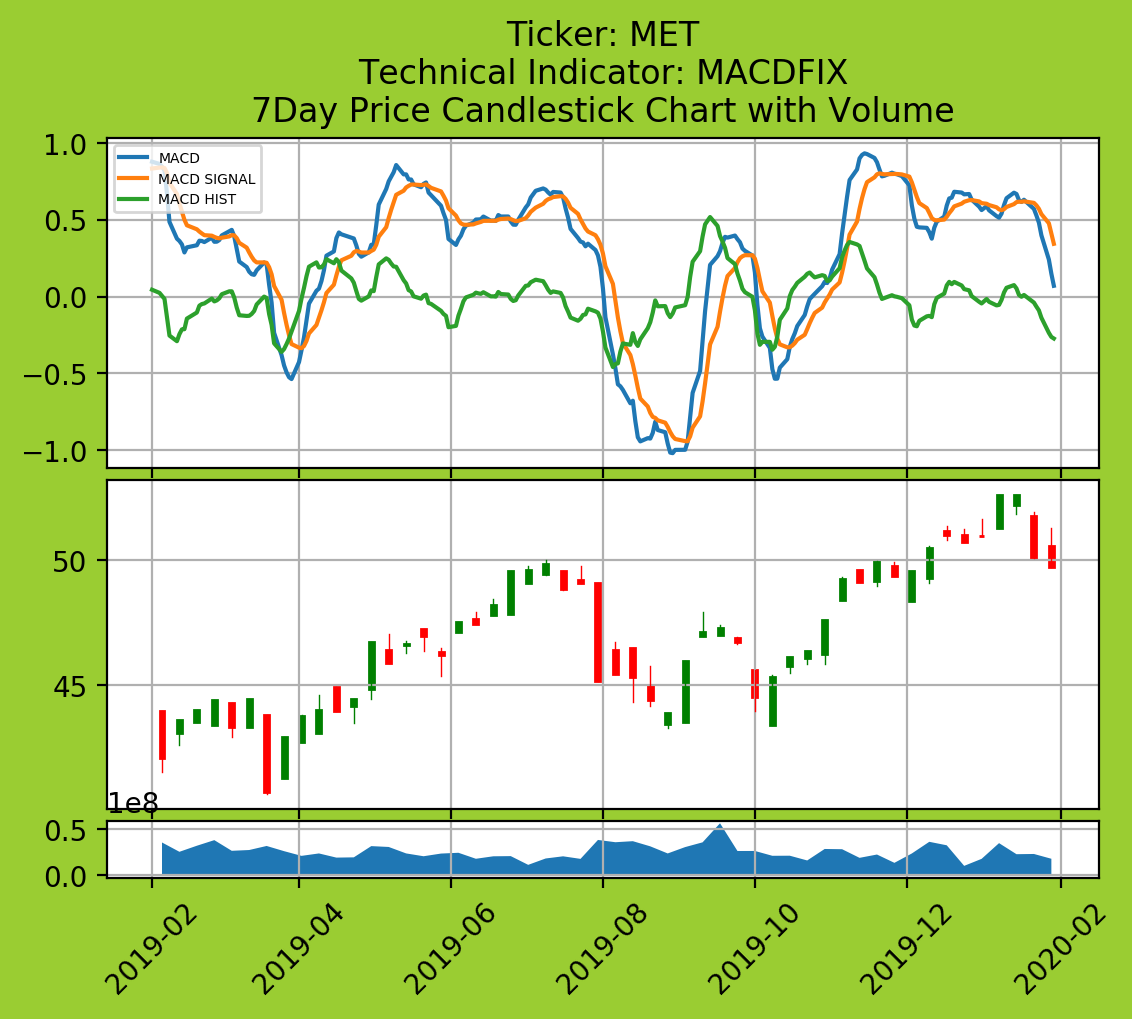 Ticker: MET
Technical Indicator: MACDFIX
7Day Price Candlestick Chart with Volume
1.0
MACD
MACD SIGNAL
MACD HIST
0.5
0.0
−0.5
−1.0
50
45
1e8
0.5
0.0
2019-02
2019-04
2019-06
2019-08
2019-10
2019-12
2020-02